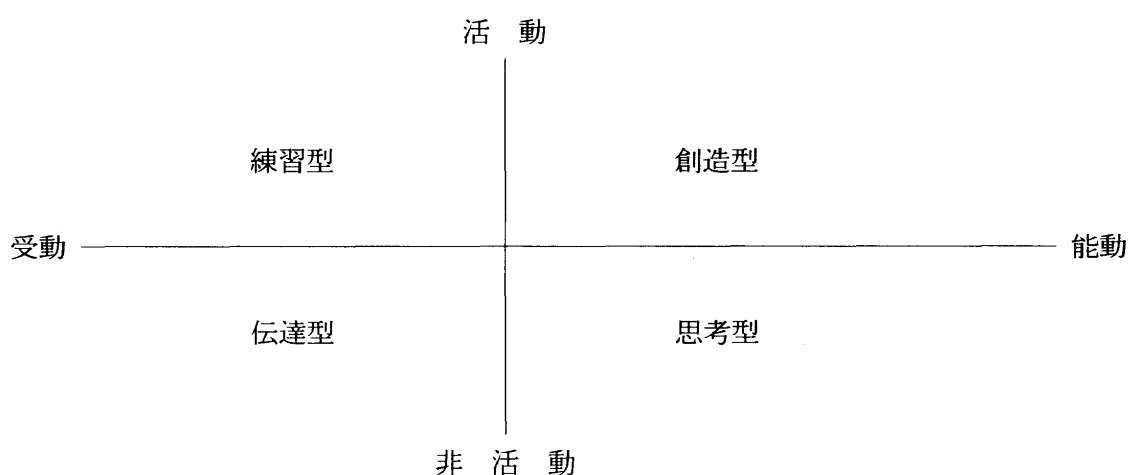 活 動
練習型 創造型
受動 能動
伝達型 思考型
非 活 動